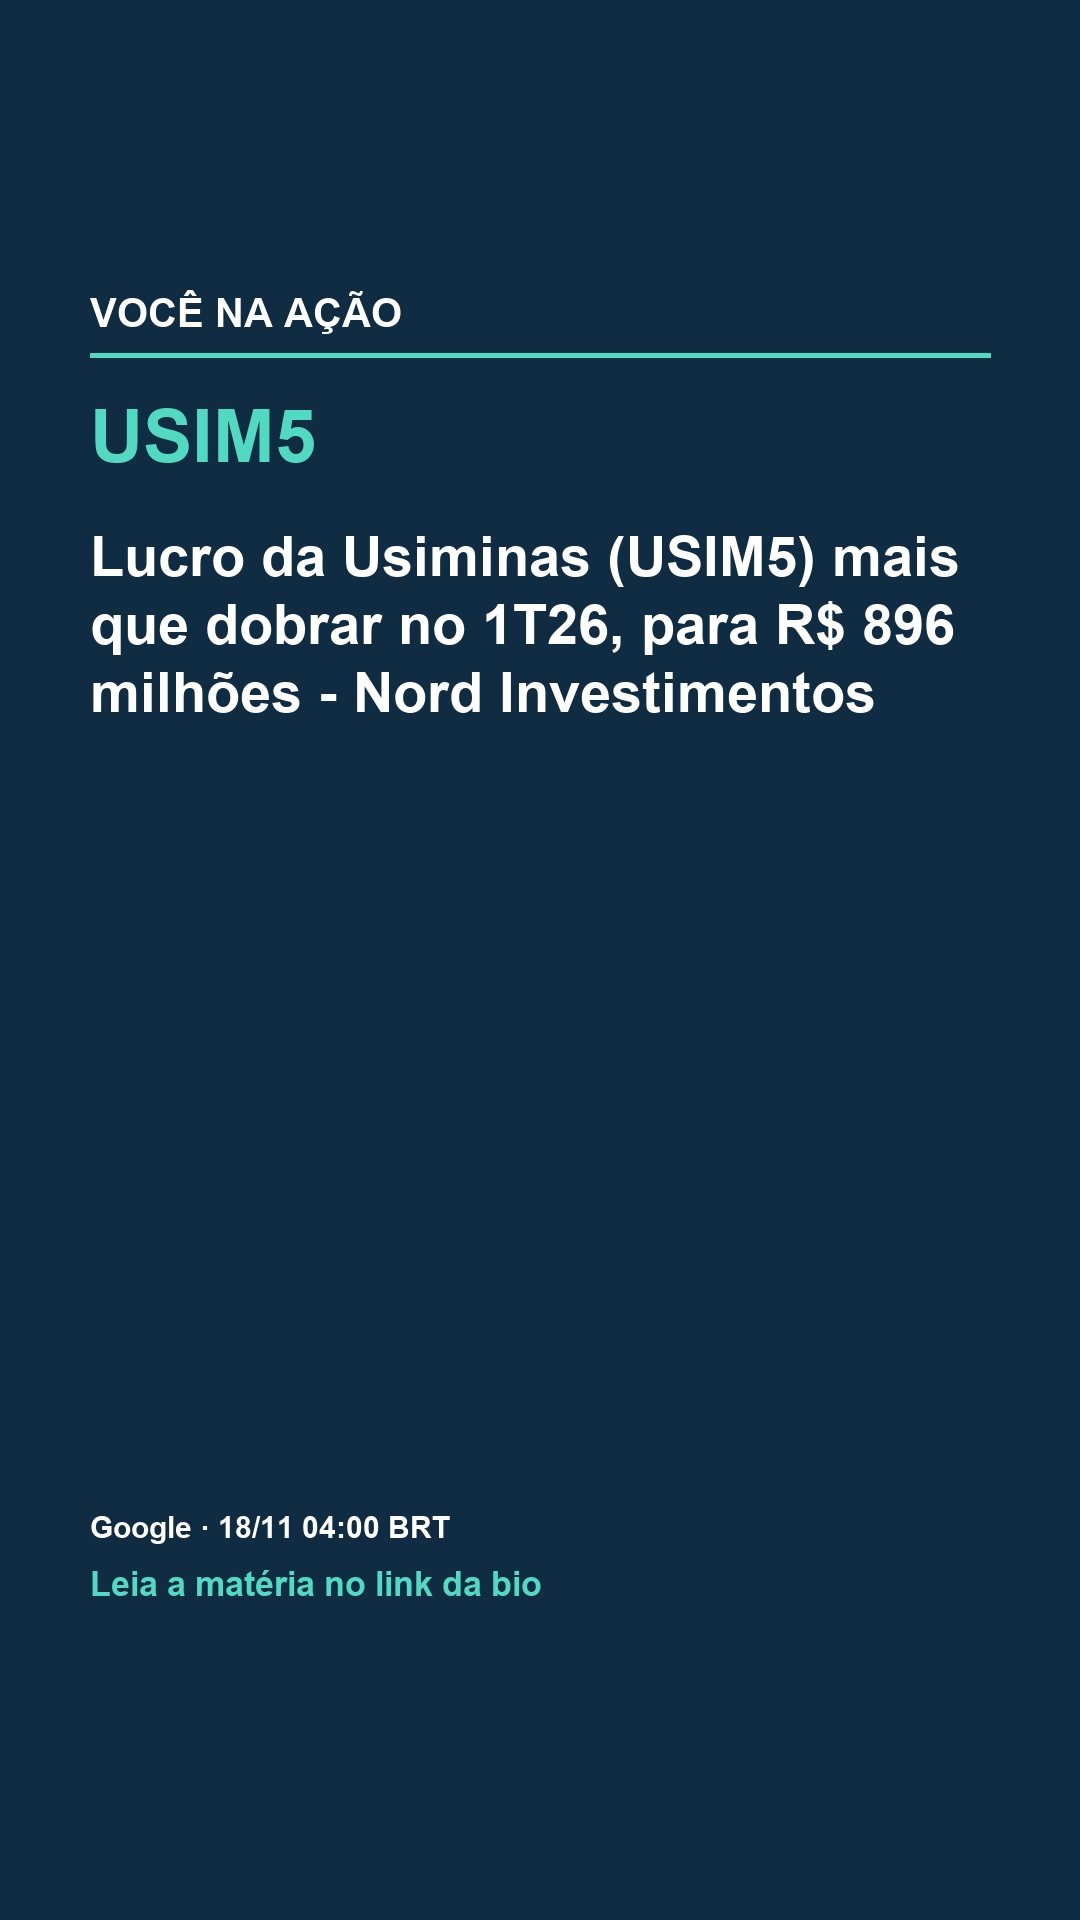 VOCÊ NA AÇÃO
USIM5
Lucro da Usiminas (USIM5) mais
que dobrar no 1T26, para R$ 896
milhões - Nord Investimentos
Google · 18/11 04:00 BRT
Leia a matéria no link da bio